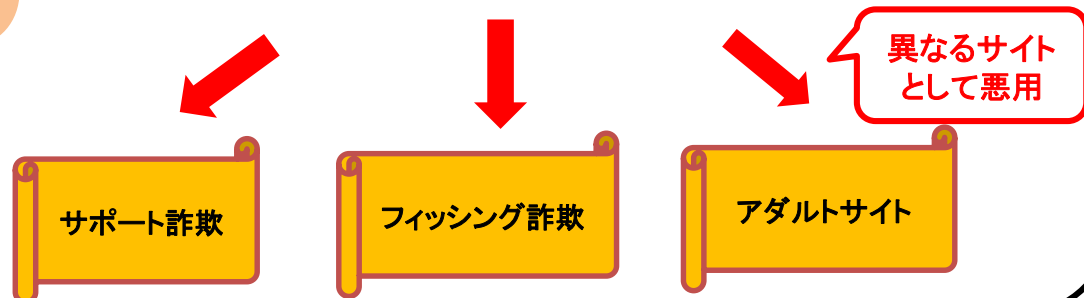 異なるサイト
として悪用
サポート詐欺
フィッシング詐欺
アダルトサイト